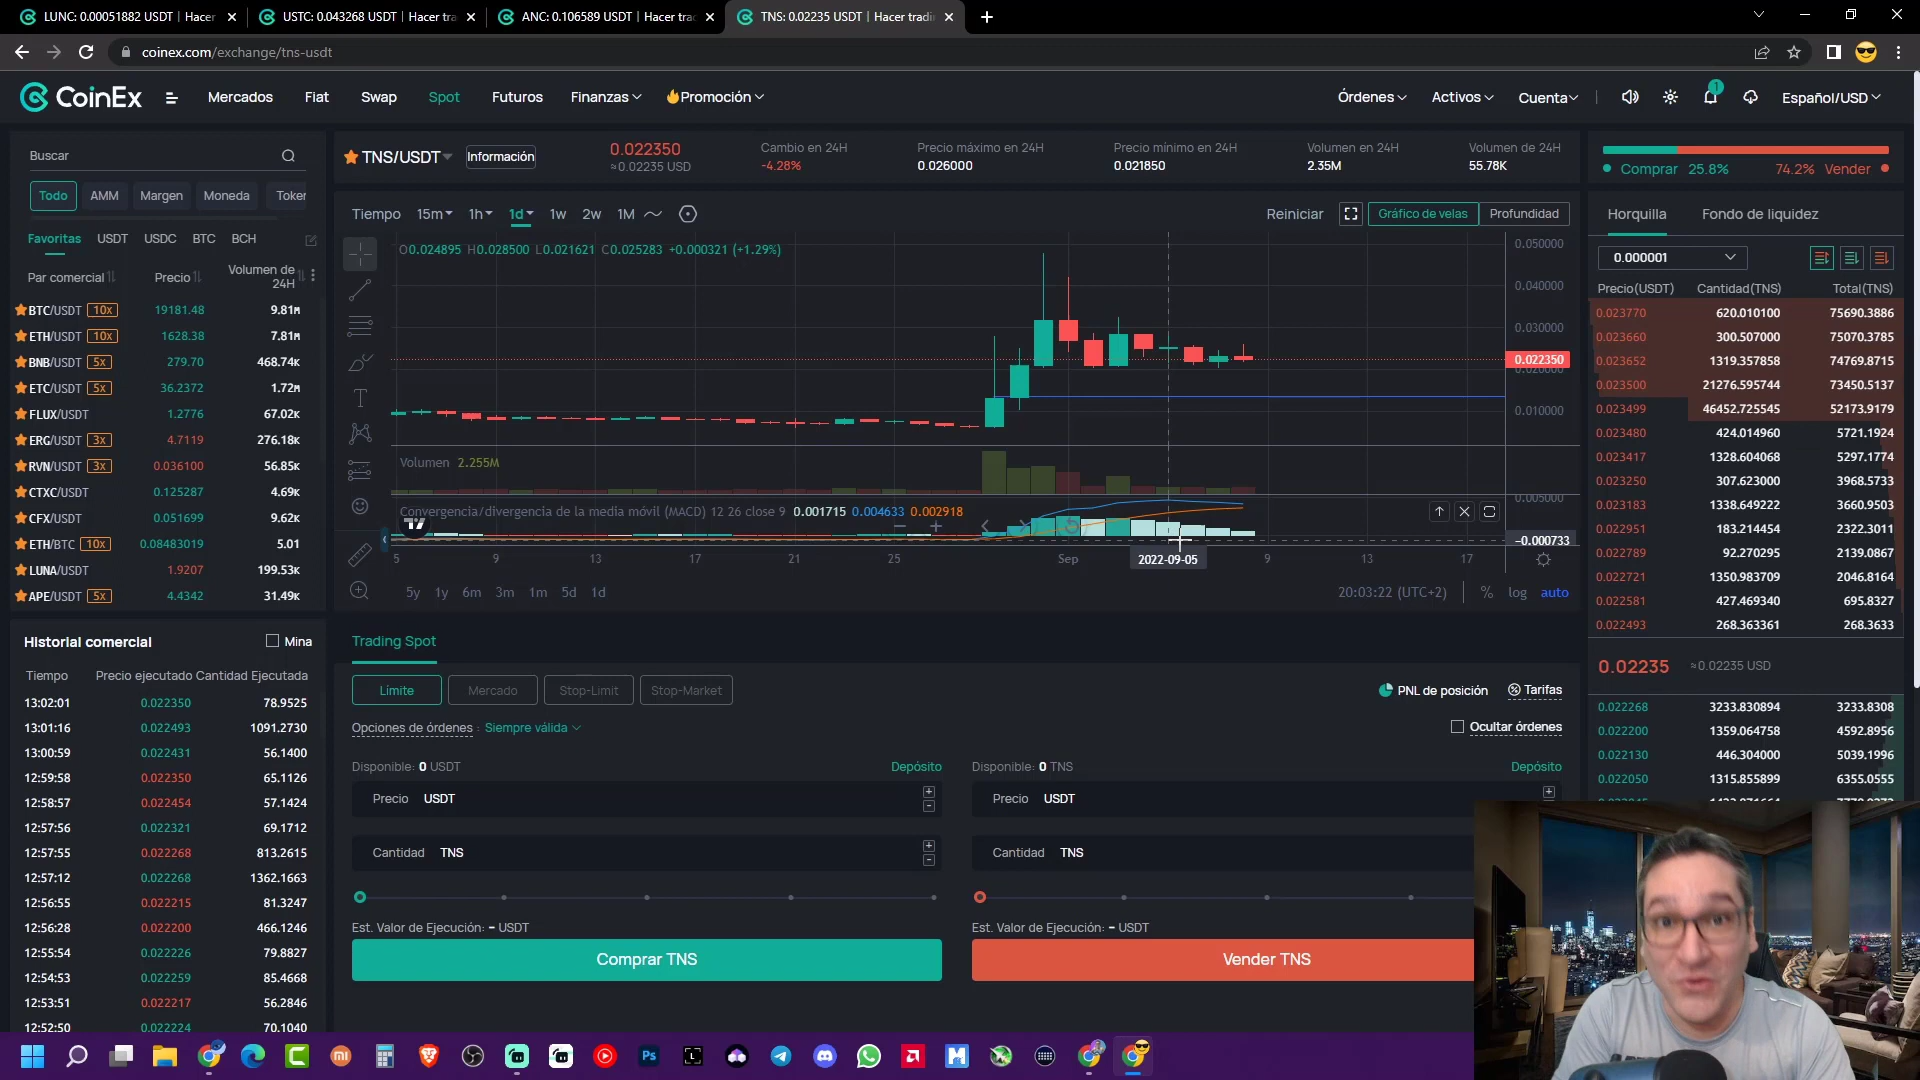 LUNC: 0.00051882 USDT | Hacer
USTC: 0.043268 USDT | Hacer tra
ANC: 0.106589 USDT | Hacer tra
TNS: 0.02235 USDT | Hacer tradi
coinex.com/exchange/tns-usdt
CoinEx
Mercados
Fiat
Swap
Spot
Futuros
Finanzas
Promoción
Órdenes
Activos
Cuenta
1
Español/USD
Buscar
Todo AMM Margen Moneda Token
Favoritas USDT USDC BTC BCH
Par comercial Precio Volumen de 24H
BTC/USDT 10x 19181.48 9.81M
ETH/USDT 10x 1628.38 7.81M
BNB/USDT 5x 279.70 468.74K
ETC/USDT 5x 36.2372 1.72M
FLUX/USDT 1.2776 67.02K
ERG/USDT 3x 4.7119 276.18K
RVN/USDT 3x 0.036100 56.85K
CTXC/USDT 0.125287 4.69K
CFX/USDT 0.051699 9.62K
ETH/BTC 10x 0.08483019 5.01
LUNA/USDT 1.9207 199.53K
APE/USDT 5x 4.4342 31.49K
Historial comercial
Mina
Tiempo Precio ejecutado Cantidad Ejecutada
13:02:01 0.022350 78.9525
13:01:16 0.022493 1091.2730
13:00:59 0.022431 56.1400
12:59:58 0.022350 65.1126
12:58:57 0.022454 57.1424
12:57:56 0.022321 69.1712
12:57:55 0.022268 813.2615
12:57:12 0.022268 1362.1663
12:56:55 0.022215 81.3247
12:56:28 0.022200 466.1246
12:55:54 0.022226 79.8827
12:54:53 0.022259 85.4668
12:53:51 0.022217 56.2846
12:52:50 0.022224 70.1040
TNS/USDT
Información
0.022350
≈0.02235 USD
Cambio en 24H
-4.28%
Precio máximo en 24H
0.026000
Precio mínimo en 24H
0.021850
Volumen en 24H
2.35M
Volumen de 24H
55.78K
Tiempo 15m 1h 1d 1w 2w 1M
Reiniciar
Gráfico de velas
Profundidad
O0.024895 H0.028500 L0.021621 C0.025283 +0.000321 (+1.29%)
0.050000
0.040000
0.030000
0.022350
0.020000
0.010000
Volumen 2.255M
0.005000
Convergencia/divergencia de la media móvil (MACD) 12 26 close 9 0.001715 0.004633 0.002918
−0.000733
5 9 13 17 21 25 Sep 2022-09-05 9 13 17
5y 1y 6m 3m 1m 5d 1d
20:03:22 (UTC+2)
% log auto
Trading Spot
Límite
Mercado
Stop-Limit
Stop-Market
PNL de posición
Tarifas
Opciones de órdenes : Siempre válida
Ocultar órdenes
Disponible: 0 USDT
Depósito
Precio USDT
Cantidad TNS
Est. Valor de Ejecución: - USDT
Comprar TNS
Disponible: 0 TNS
Depósito
Precio USDT
Cantidad TNS
Est. Valor de Ejecución: - USDT
Vender TNS
Comprar 25.8%
74.2% Vender
Horquilla
Fondo de liquidez
0.000001
Precio(USDT) Cantidad(TNS) Total(TNS)
0.023770 620.010100 75690.3886
0.023660 300.507000 75070.3785
0.023652 1319.357858 74769.8715
0.023500 21276.595744 73450.5137
0.023499 46452.725545 52173.9179
0.023480 424.014960 5721.1924
0.023417 1328.604068 5297.1774
0.023250 307.623000 3968.5733
0.023183 1338.649222 3660.9503
0.022951 183.214454 2322.3011
0.022789 92.270295 2139.0867
0.022721 1350.983709 2046.8164
0.022581 427.469340 695.8327
0.022493 268.363361 268.3633
0.02235
≈0.02235 USD
0.022268 3233.830894 3233.8308
0.022200 1359.064758 4592.8956
0.022130 446.304000 5039.1996
0.022050 1315.855899 6355.0555